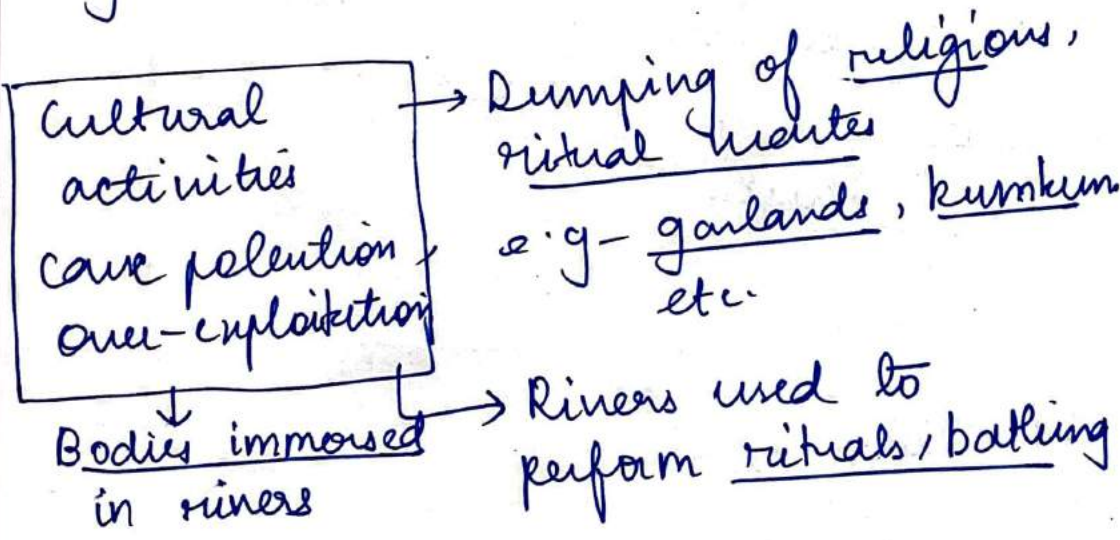 Cultural
activities
cause polution,
over-exploitation
→ Dumping of religious,
ritual wastes
e.g- garlands, kumkum
etc.
→ Rivers used to
perform rituals, bathing
Bodies immorsed
in rivers